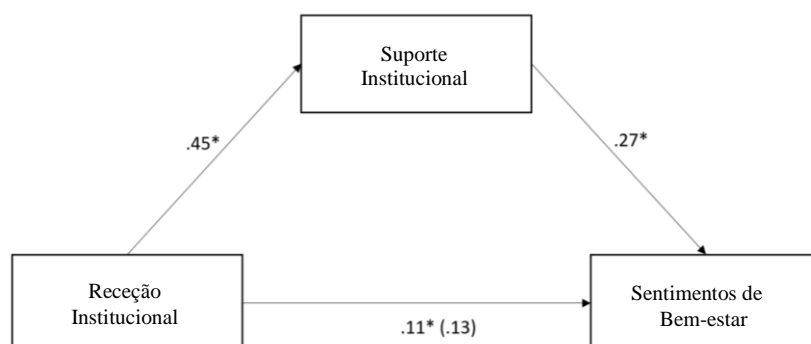 Suporte
Institucional
.45*
.27*
Receção
Institucional
Sentimentos de
Bem-estar
.11* (.13)